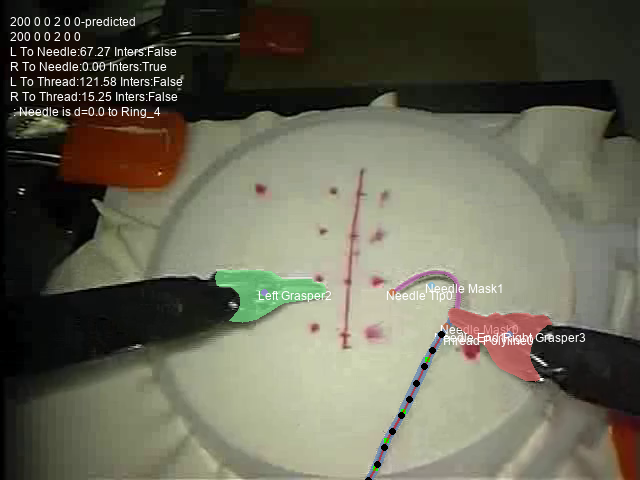 200 0 0 2 0 0-predicted
200 0 0 2 0 0
L To Needle:67.27 Inters:False
R To Needle:0.00 Inters:True
L To Thread:121.58 Inters:False
R To Thread:15.25 Inters:False
: Needle is d=0.0 to Ring_4
Left Grasper2
Needle Mask1
Needle Tip0
Needle Mask0
Right Grasper3